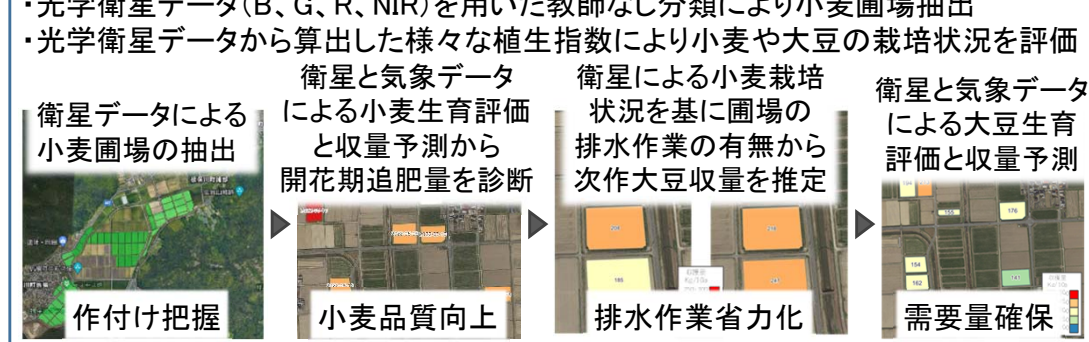 ・光学衛星データ(B、G、R、NIR)を用いた教師なし分類により小麦圃場抽出
・光学衛星データから算出した様々な植生指数により小麦や大豆の栽培状況を評価
衛星データによる
小麦圃場の抽出
作付け把握
衛星と気象データ
による小麦生育評価
と収量予測から
開花期追肥量を診断
小麦品質向上
衛星による小麦栽培
状況を基に圃場の
排水作業の有無から
次作大豆収量を推定
排水作業省力化
衛星と気象データ
による大豆生育
評価と収量予測
176
154
162
需要量確保